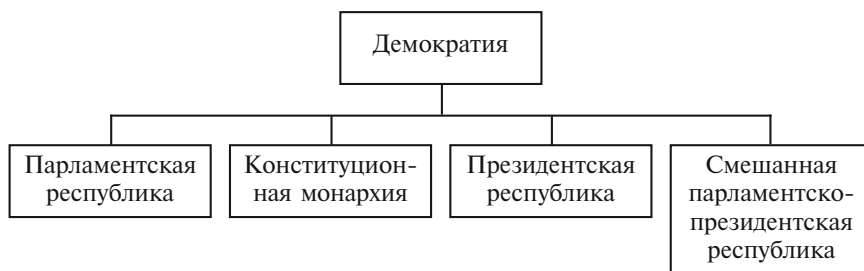 Демократия
Парламентская
республика
Конституцион-
ная монархия
Президентская
республика
Смешанная
парламентско-
президентская
республика